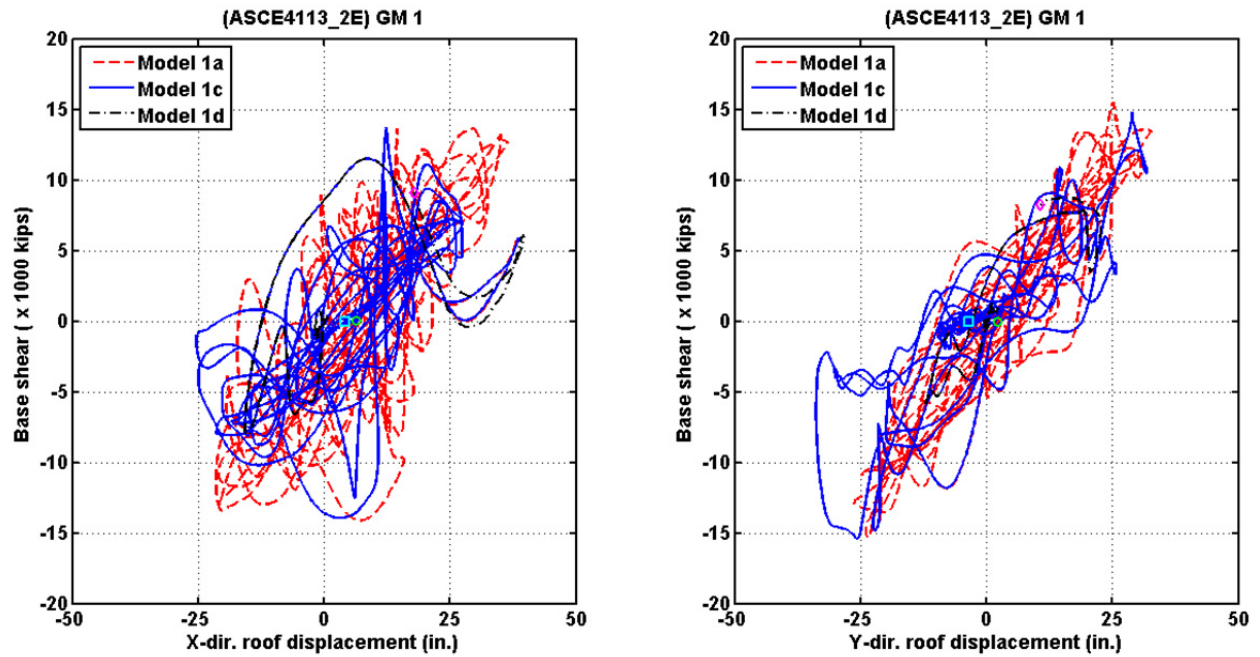 (ASCE4113_2E) GM 1
20
15
10
5
0
-5
-10
-15
-20
Base shear ( x 1000 kips)
Model 1a
Model 1c
Model 1d
-50
-25
0
25
50
X-dir. roof displacement (in.)
(ASCE4113_2E) GM 1
20
15
10
5
0
-5
-10
-15
-20
Base shear ( x 1000 kips)
Model 1a
Model 1c
Model 1d
-50
-25
0
25
50
Y-dir. roof displacement (in.)